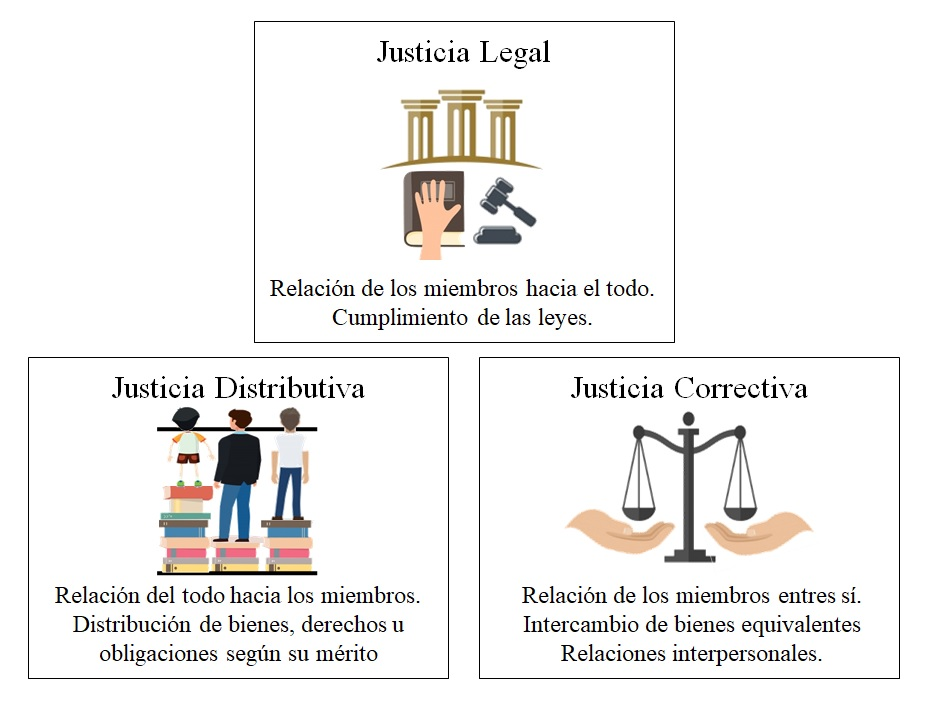 Justicia Legal
Relación de los miembros hacia el todo.
Cumplimiento de las leyes.
Justicia Distributiva
Relación del todo hacia los miembros.
Distribución de bienes, derechos u
obligaciones según su mérito
Justicia Correctiva
Relación de los miembros entres sí.
Intercambio de bienes equivalentes
Relaciones interpersonales.